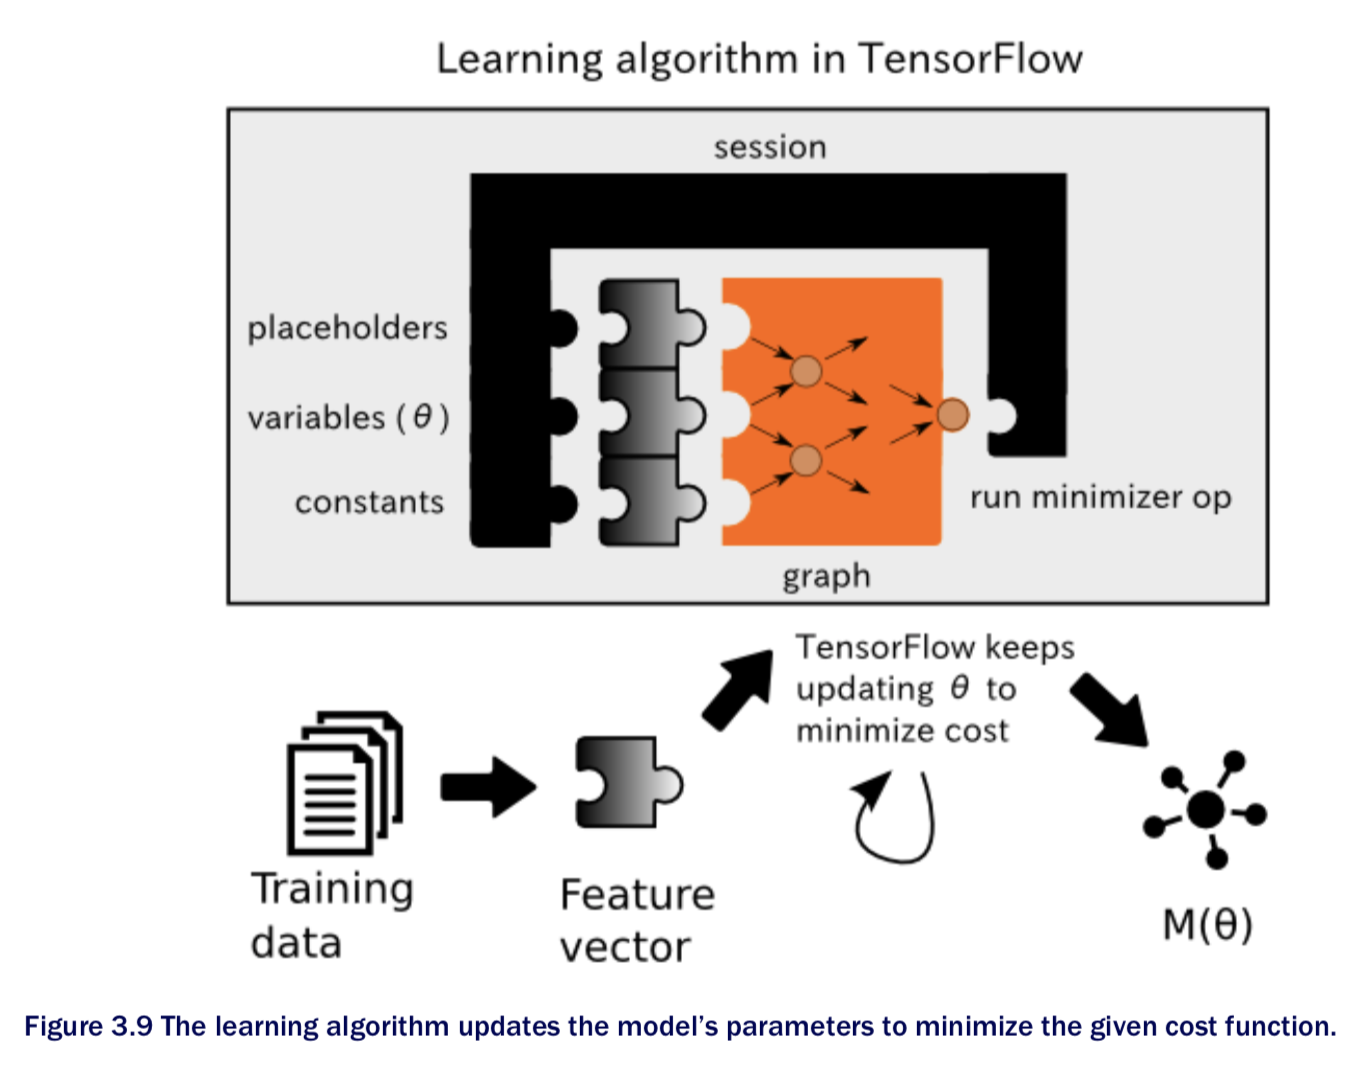 Learning algorithm in TensorFlow
session
placeholders
variables (θ)
constants
run minimizer op
graph
TensorFlow keeps
updating θ to
minimize cost
Training
data
Feature
vector
M(θ)
Figure 3.9 The learning algorithm updates the model’s parameters to minimize the given cost function.